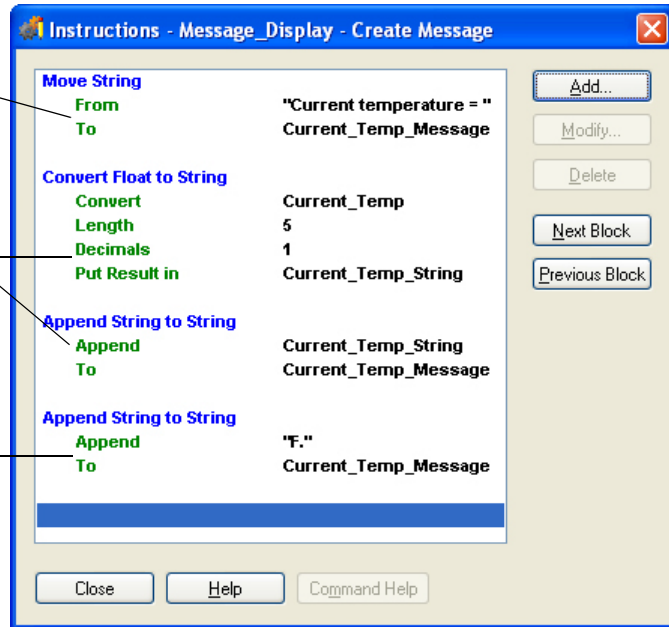 Instructions - Message_Display - Create Message
Move String
From "Current temperature = "
To Current_Temp_Message
Convert Float to String
Convert Current_Temp
Length 5
Decimals 1
Put Result in Current_Temp_String
Append String to String
Append Current_Temp_String
To Current_Temp_Message
Append String to String
Append "F."
To Current_Temp_Message
Add...
Modify...
Delete
Next Block
Previous Block
Close
Help
Command Help